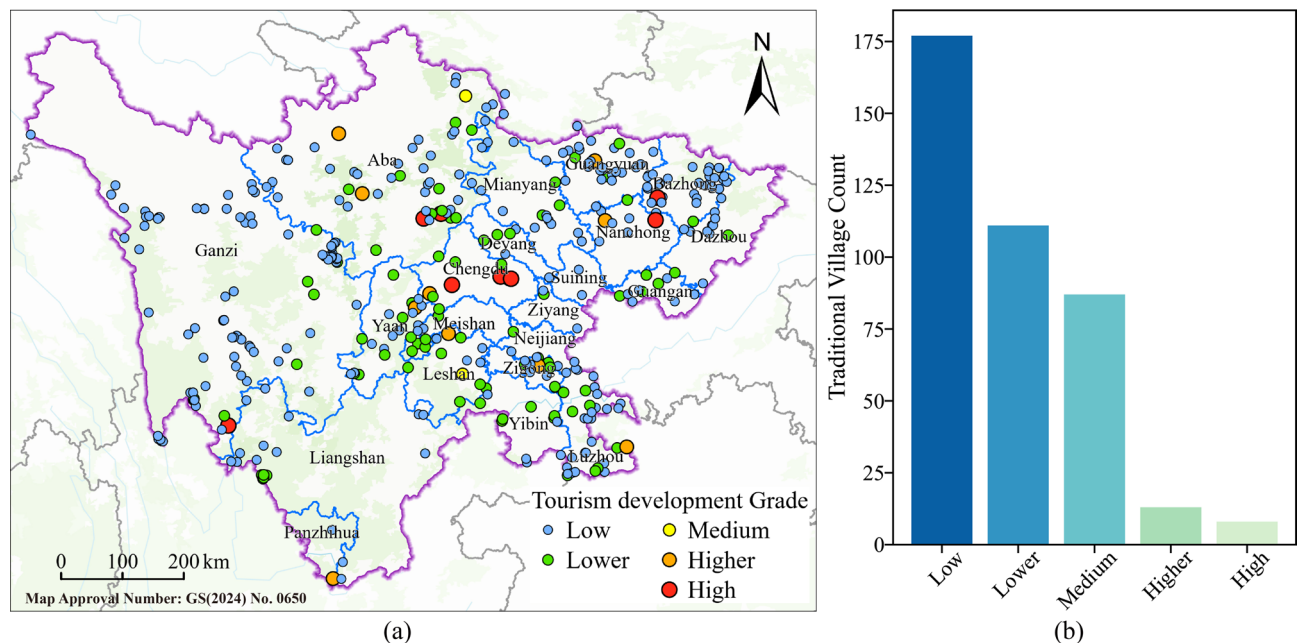 N
Aba
Guangyuan
Mianyang
Bazhong
Ganzi
Nanchong
Dazhou
Deyang
Chengdu
Suining
Guangan
Ziyang
Yaan
Meishan
Neijiang
Zigong
Leshan
Yibin
Liangshan
Luzhou
Panzhihua
Tourism development Grade
Low
Medium
Lower
Higher
High
0 100 200 km
Map Approval Number: GS(2024) No. 0650
(a)
Traditional Village Count
175
150
125
100
75
50
25
0
Low
Lower
Medium
Higher
High
(b)